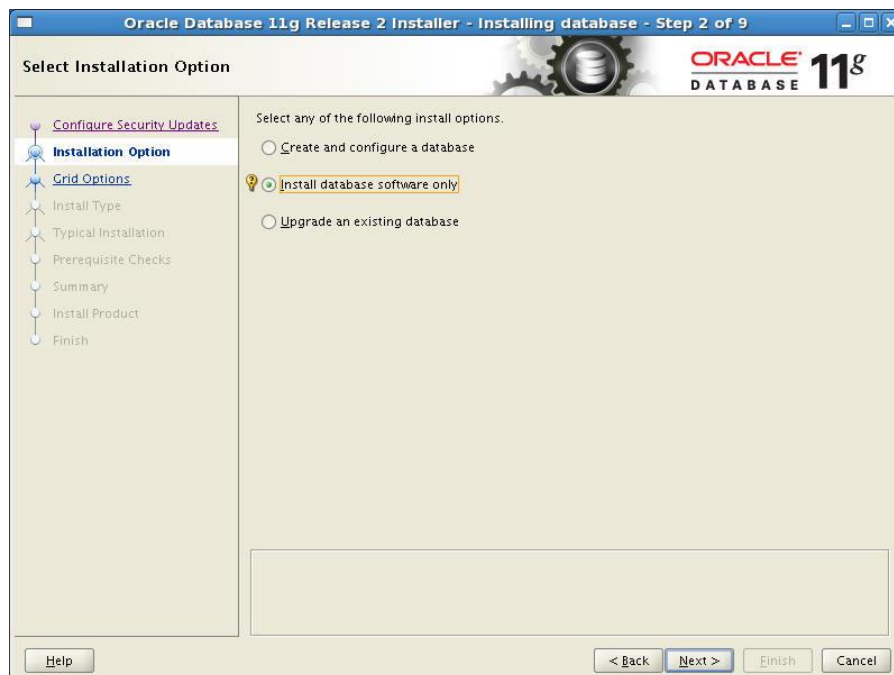 Oracle Database 11g Release 2 Installer - Installing database - Step 2 of 9
Select Installation Option
ORACLE
DATABASE
11g
Configure Security Updates
Installation Option
Grid Options
Install Type
Typical Installation
Prerequisite Checks
Summary
Install Product
Finish
Select any of the following install options.
Create and configure a database
Install database software only
Upgrade an existing database
Help
< Back
Next >
Finish
Cancel